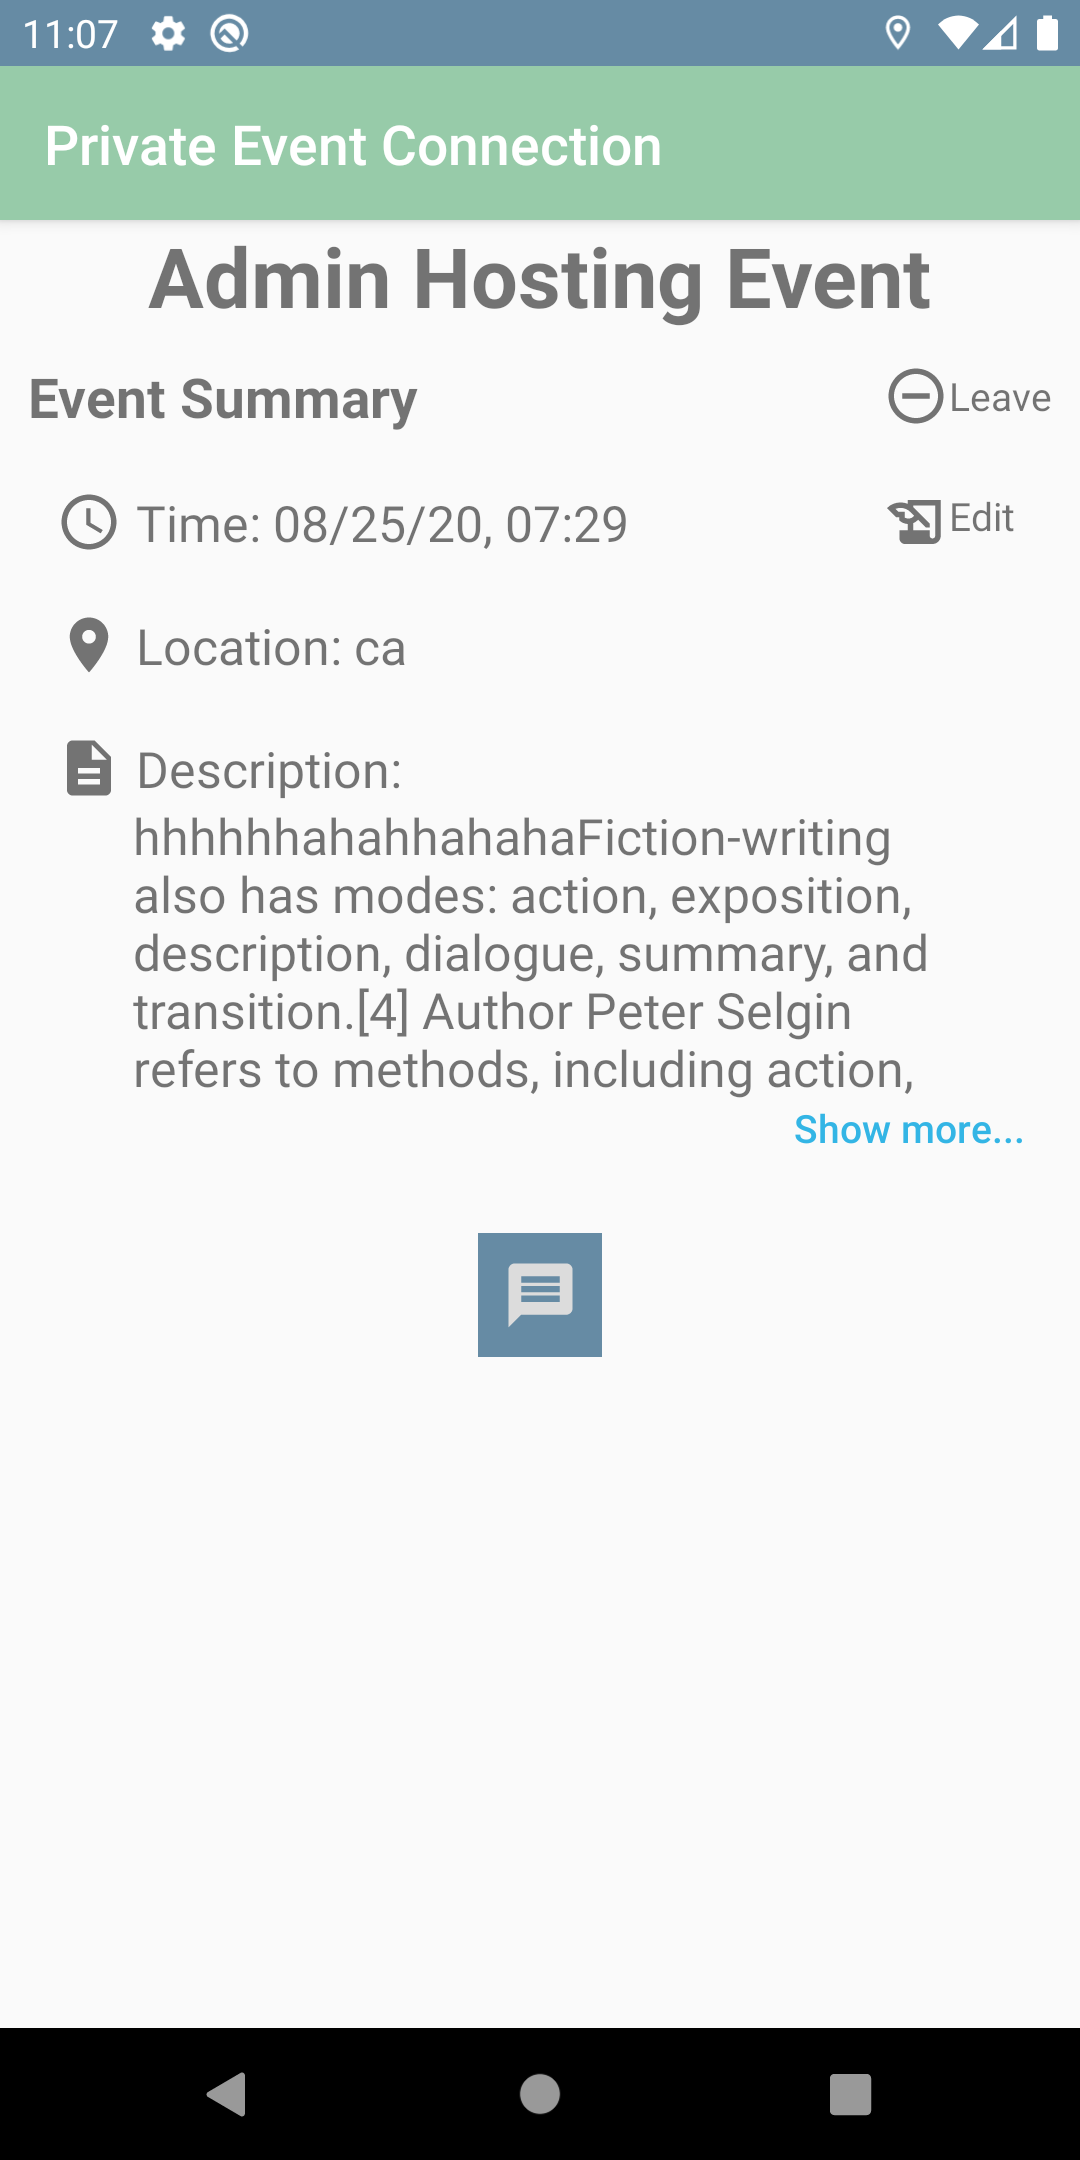 11:07
Private Event Connection
Admin Hosting Event
Event Summary
Leave
Time: 08/25/20, 07:29
Edit
Location: ca
Description:
hhhhhhahahhahahaFiction-writing
also has modes: action, exposition,
description, dialogue, summary, and
transition.[4] Author Peter Selgin
refers to methods, including action,
Show more...